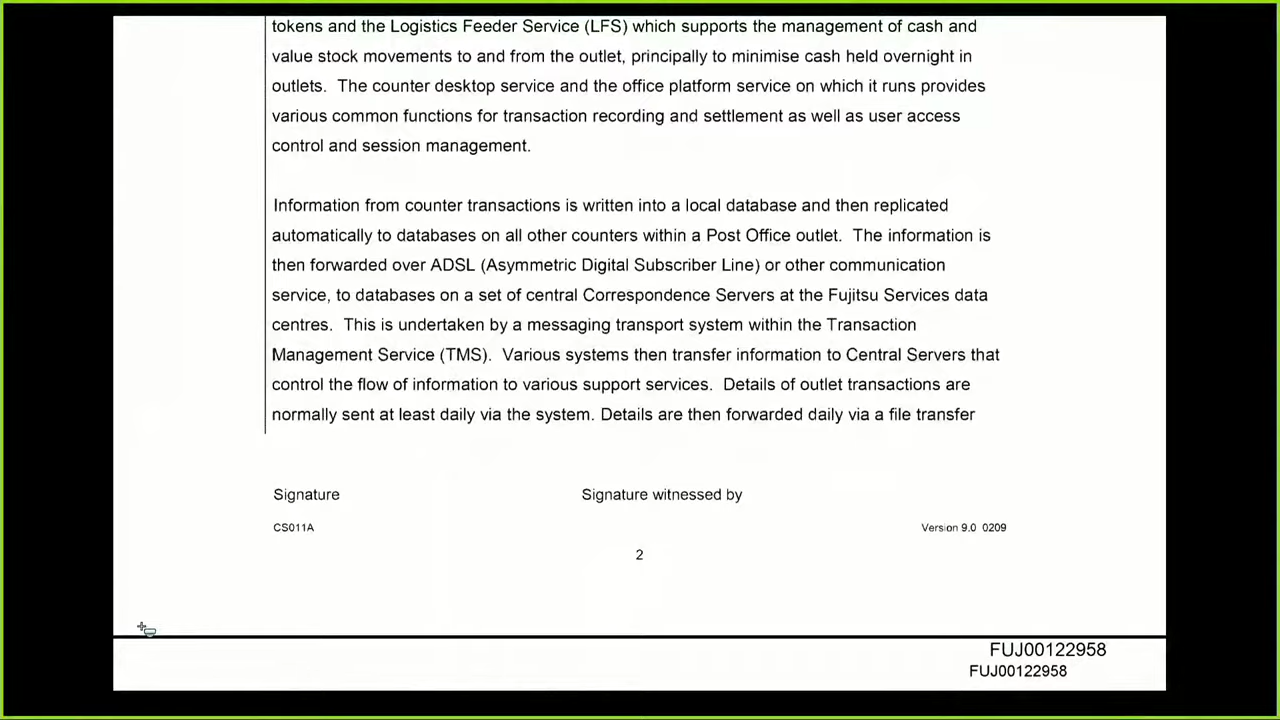 tokens and the Logistics Feeder Service (LFS) which supports the management of cash and
value stock movements to and from the outlet, principally to minimise cash held overnight in
outlets.  The counter desktop service and the office platform service on which it runs provides
various common functions for transaction recording and settlement as well as user access
control and session management.
Information from counter transactions is written into a local database and then replicated
automatically to databases on all other counters within a Post Office outlet.  The information is
then forwarded over ADSL (Asymmetric Digital Subscriber Line) or other communication
service, to databases on a set of central Correspondence Servers at the Fujitsu Services data
centres.  This is undertaken by a messaging transport system within the Transaction
Management Service (TMS).  Various systems then transfer information to Central Servers that
control the flow of information to various support services.  Details of outlet transactions are
normally sent at least daily via the system. Details are then forwarded daily via a file transfer
Signature Signature witnessed by
CS011A Version 9.0 0209
2
FUJ00122958
FUJ00122958